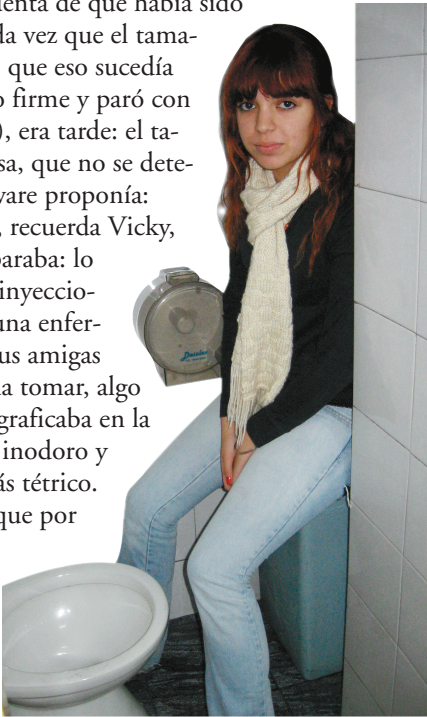 enta de que había sido
da vez que el tama-
que eso sucedía
o firme y paró con
), era tarde: el ta-
sa, que no se dete-
ware proponía:
, recuerda Vicky,
paraba: lo
inyeccio-
una enfer-
us amigas
la tomar, algo
graficaba en la
inodoro y
ás tétrico.
que por